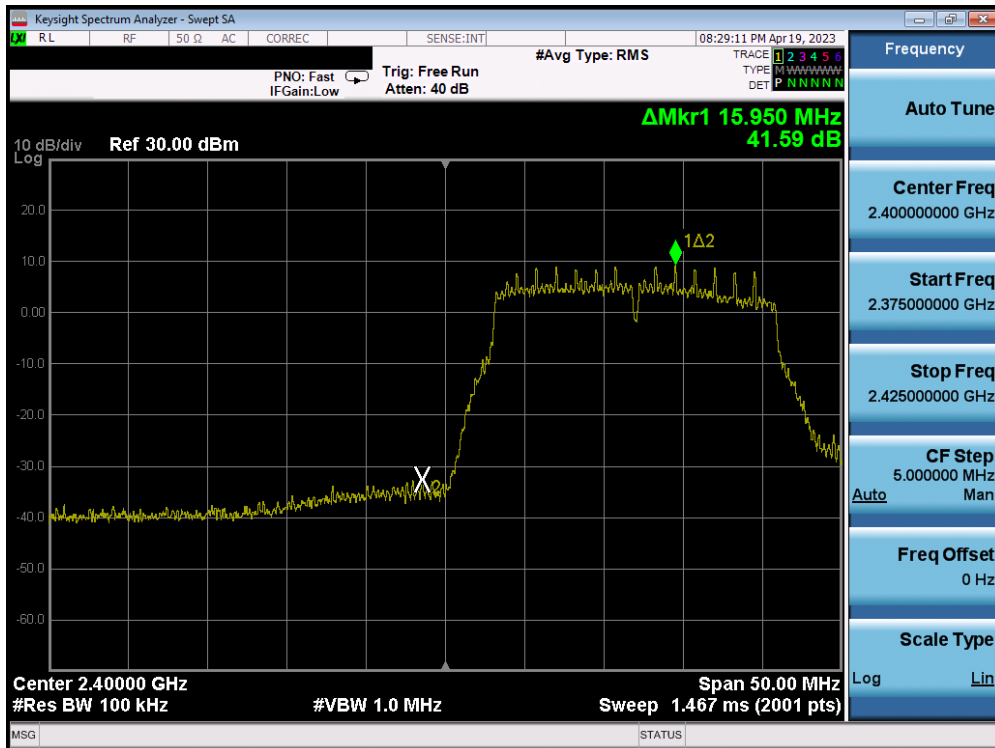 Keysight Spectrum Analyzer - Swept SA
LXI RL RF 50 Ω AC CORREC SENSE:INT 08:29:11 PM Apr 19, 2023
#Avg Type: RMS
TRACE 1 2 3 4 5 6
PNO: Fast Trig: Free Run
TYPE M W W W W W
IFGain:Low Atten: 40 dB
DET P N N N N N
ΔMkr1 15.950 MHz
41.59 dB
10 dB/div Ref 30.00 dBm
Log
20.0
10.0
0.00
-10.0
-20.0
-30.0
-40.0
-50.0
-60.0
1Δ2
X2
Center 2.40000 GHz Span 50.00 MHz
#Res BW 100 kHz #VBW 1.0 MHz Sweep 1.467 ms (2001 pts)
MSG STATUS
Frequency
Auto Tune
Center Freq
2.400000000 GHz
Start Freq
2.375000000 GHz
Stop Freq
2.425000000 GHz
CF Step
5.000000 MHz
Auto Man
Freq Offset
0 Hz
Scale Type
Log Lin